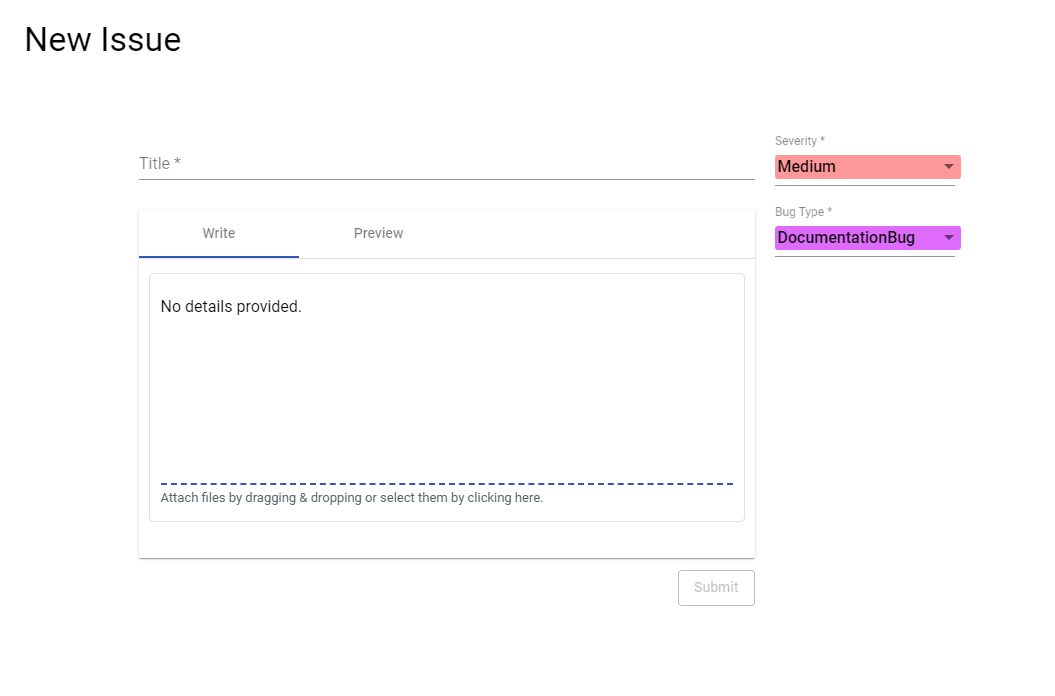 New Issue
Title *
Write
Preview
No details provided.
Attach files by dragging & dropping or select them by clicking here.
Submit
Severity *
Medium
Bug Type *
DocumentationBug